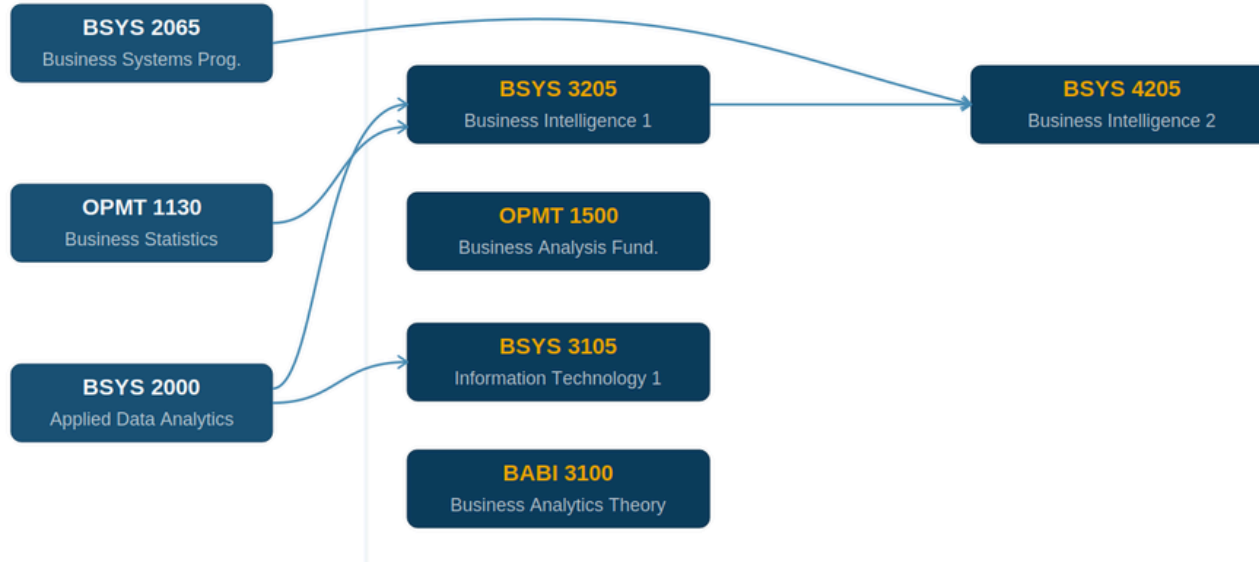 BSYS 2065
Business Systems Prog.
OPMT 1130
Business Statistics
BSYS 2000
Applied Data Analytics
BSYS 3205
Business Intelligence 1
OPMT 1500
Business Analysis Fund.
BSYS 3105
Information Technology 1
BABI 3100
Business Analytics Theory
BSYS 4205
Business Intelligence 2